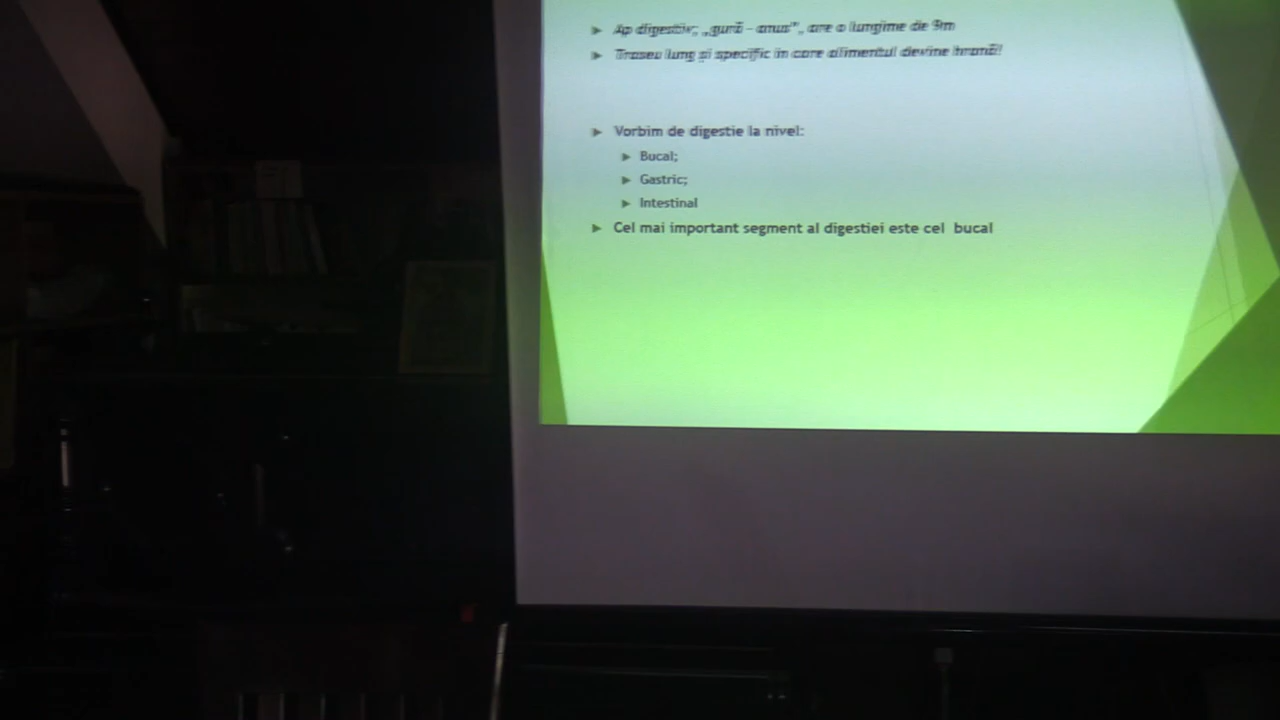 Ap digestiv; „gură - anus”, are o lungime de 9m
Traseu lung și specific in care alimentul devine hrană!
Vorbim de digestie la nivel:
Bucal;
Gastric;
Intestinal
Cel mai important segment al digestiei este cel bucal